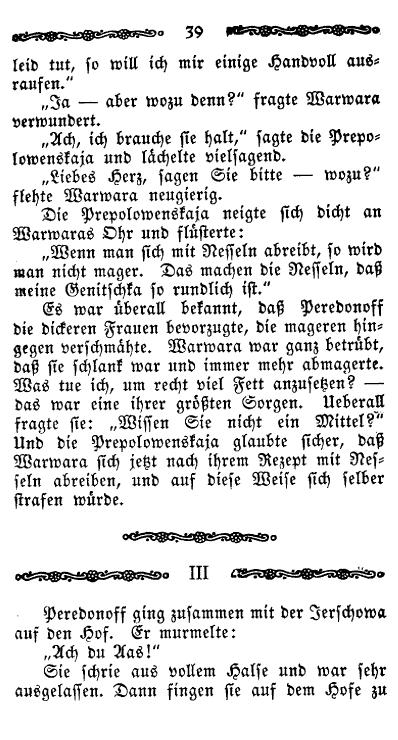 39
leid tut, so will ich mir einige Handvoll aus-
raufen.“
„Ja — aber wozu denn?“ fragte Warwara
verwundert.
„Ach, ich brauche sie halt,“ sagte die Prepo-
lowenskaja und lächelte vielsagend.
„Liebes Herz, sagen Sie bitte — wozu?“
flehte Warwara neugierig.
Die Prepolowenskaja neigte sich dicht an
Warwaras Ohr und flüsterte:
„Wenn man sich mit Nesseln abreibt, so wird
man nicht mager. Das machen die Nesseln, daß
meine Genitschka so rundlich ist.“
Es war überall bekannt, daß Peredonoff
die dickeren Frauen bevorzugte, die mageren hin-
gegen verschmähte. Warwara war ganz betrübt,
daß sie schlank war und immer mehr abmagerte.
Was tue ich, um recht viel Fett anzusetzen? —
das war eine ihrer größten Sorgen. Ueberall
fragte sie: „Wissen Sie nicht ein Mittel?“
Und die Prepolowenskaja glaubte sicher, daß
Warwara sich jetzt nach ihrem Rezept mit Nes-
seln abreiben, und auf diese Weise sich selber
strafen würde.
III
Peredonoff ging zusammen mit der Jerschowa
auf den Hof. Er murmelte:
„Ach du Aas!“
Sie schrie aus vollem Halse und war sehr
ausgelassen. Dann fingen sie auf dem Hofe zu